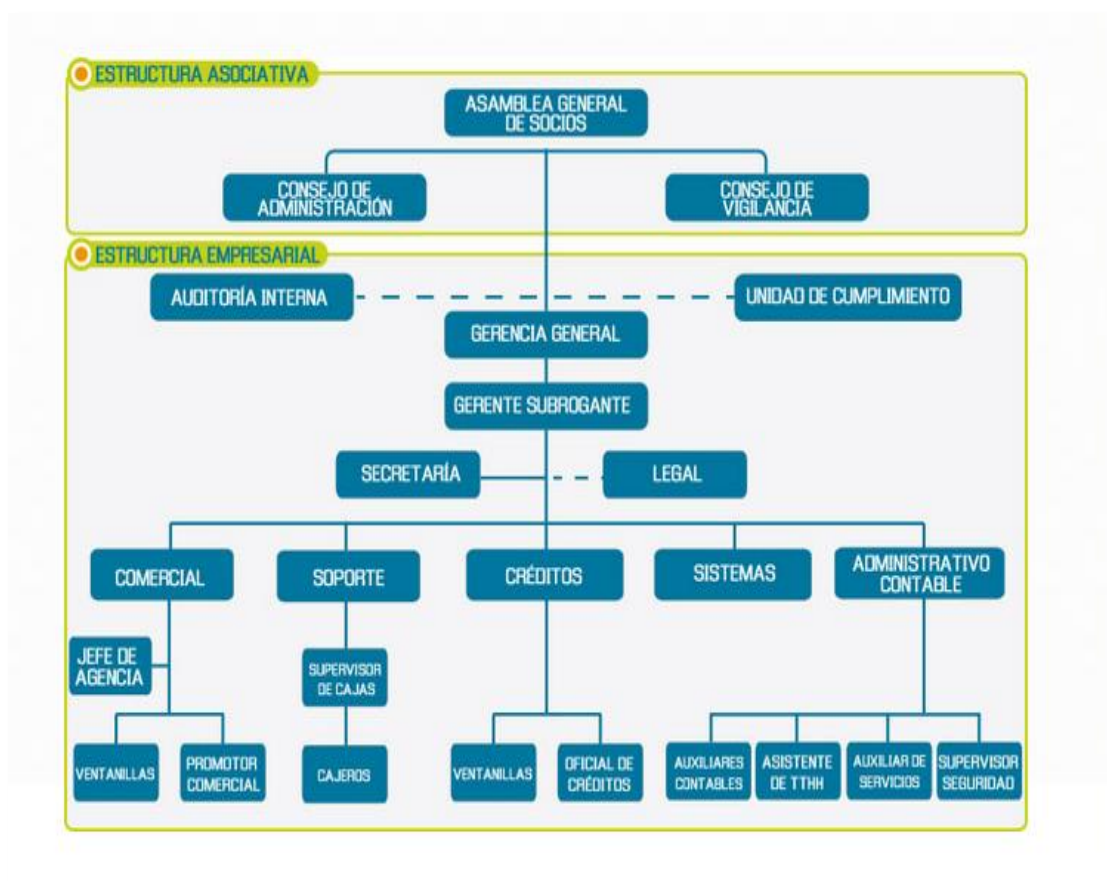 ESTRUCTURA ASOCIATIVA
ASAMBLEA GENERAL
DE SOCIOS
CONSEJO DE
ADMINISTRACIÓN
CONSEJO DE
VIGILANCIA
ESTRUCTURA EMPRESARIAL
AUDITORÍA INTERNA
UNIDAD DE CUMPLIMIENTO
GERENCIA GENERAL
GERENTE SUBROGANTE
SECRETARÍA
LEGAL
COMERCIAL
SOPORTE
CRÉDITOS
SISTEMAS
ADMINISTRATIVO
CONTABLE
JEFE DE
AGENCIA
SUPERVISOR
DE CAJAS
VENTANILLAS
PROMOTOR
COMERCIAL
CAJEROS
VENTANILLAS
OFICIAL DE
CRÉDITOS
AUXILIARES
CONTABLES
ASISTENTE
DE TTHH
AUXILIAR DE
SERVICIOS
SUPERVISOR
SEGURIDAD